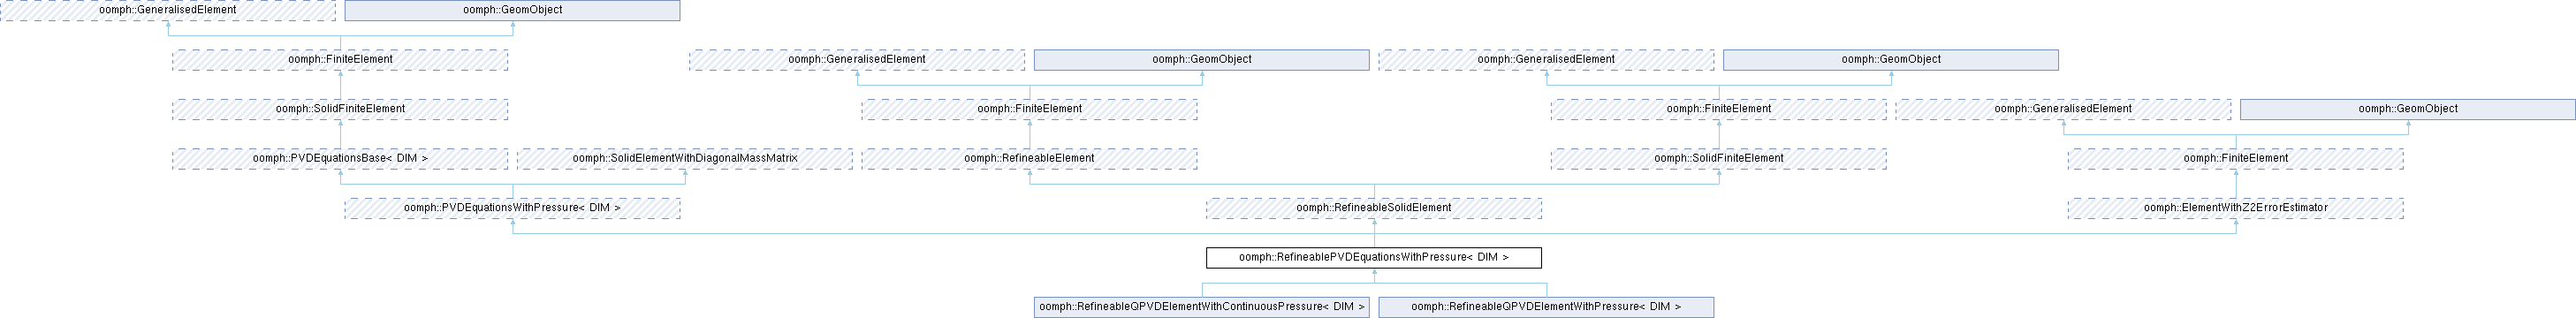 oomph::GeneralisedElement
oomph::GeomObject
oomph::FiniteElement
oomph::GeneralisedElement
oomph::GeomObject
oomph::GeneralisedElement
oomph::GeomObject
oomph::SolidFiniteElement
oomph::FiniteElement
oomph::FiniteElement
oomph::GeneralisedElement
oomph::GeomObject
oomph::PVDEquationsBase< DIM >
oomph::SolidElementWithDiagonalMassMatrix
oomph::RefineableElement
oomph::SolidFiniteElement
oomph::FiniteElement
oomph::PVDEquationsWithPressure< DIM >
oomph::RefineableSolidElement
oomph::ElementWithZ2ErrorEstimator
oomph::RefineablePVDEquationsWithPressure< DIM >
oomph::RefineableQPVDElementWithContinuousPressure< DIM >
oomph::RefineableQPVDElementWithPressure< DIM >